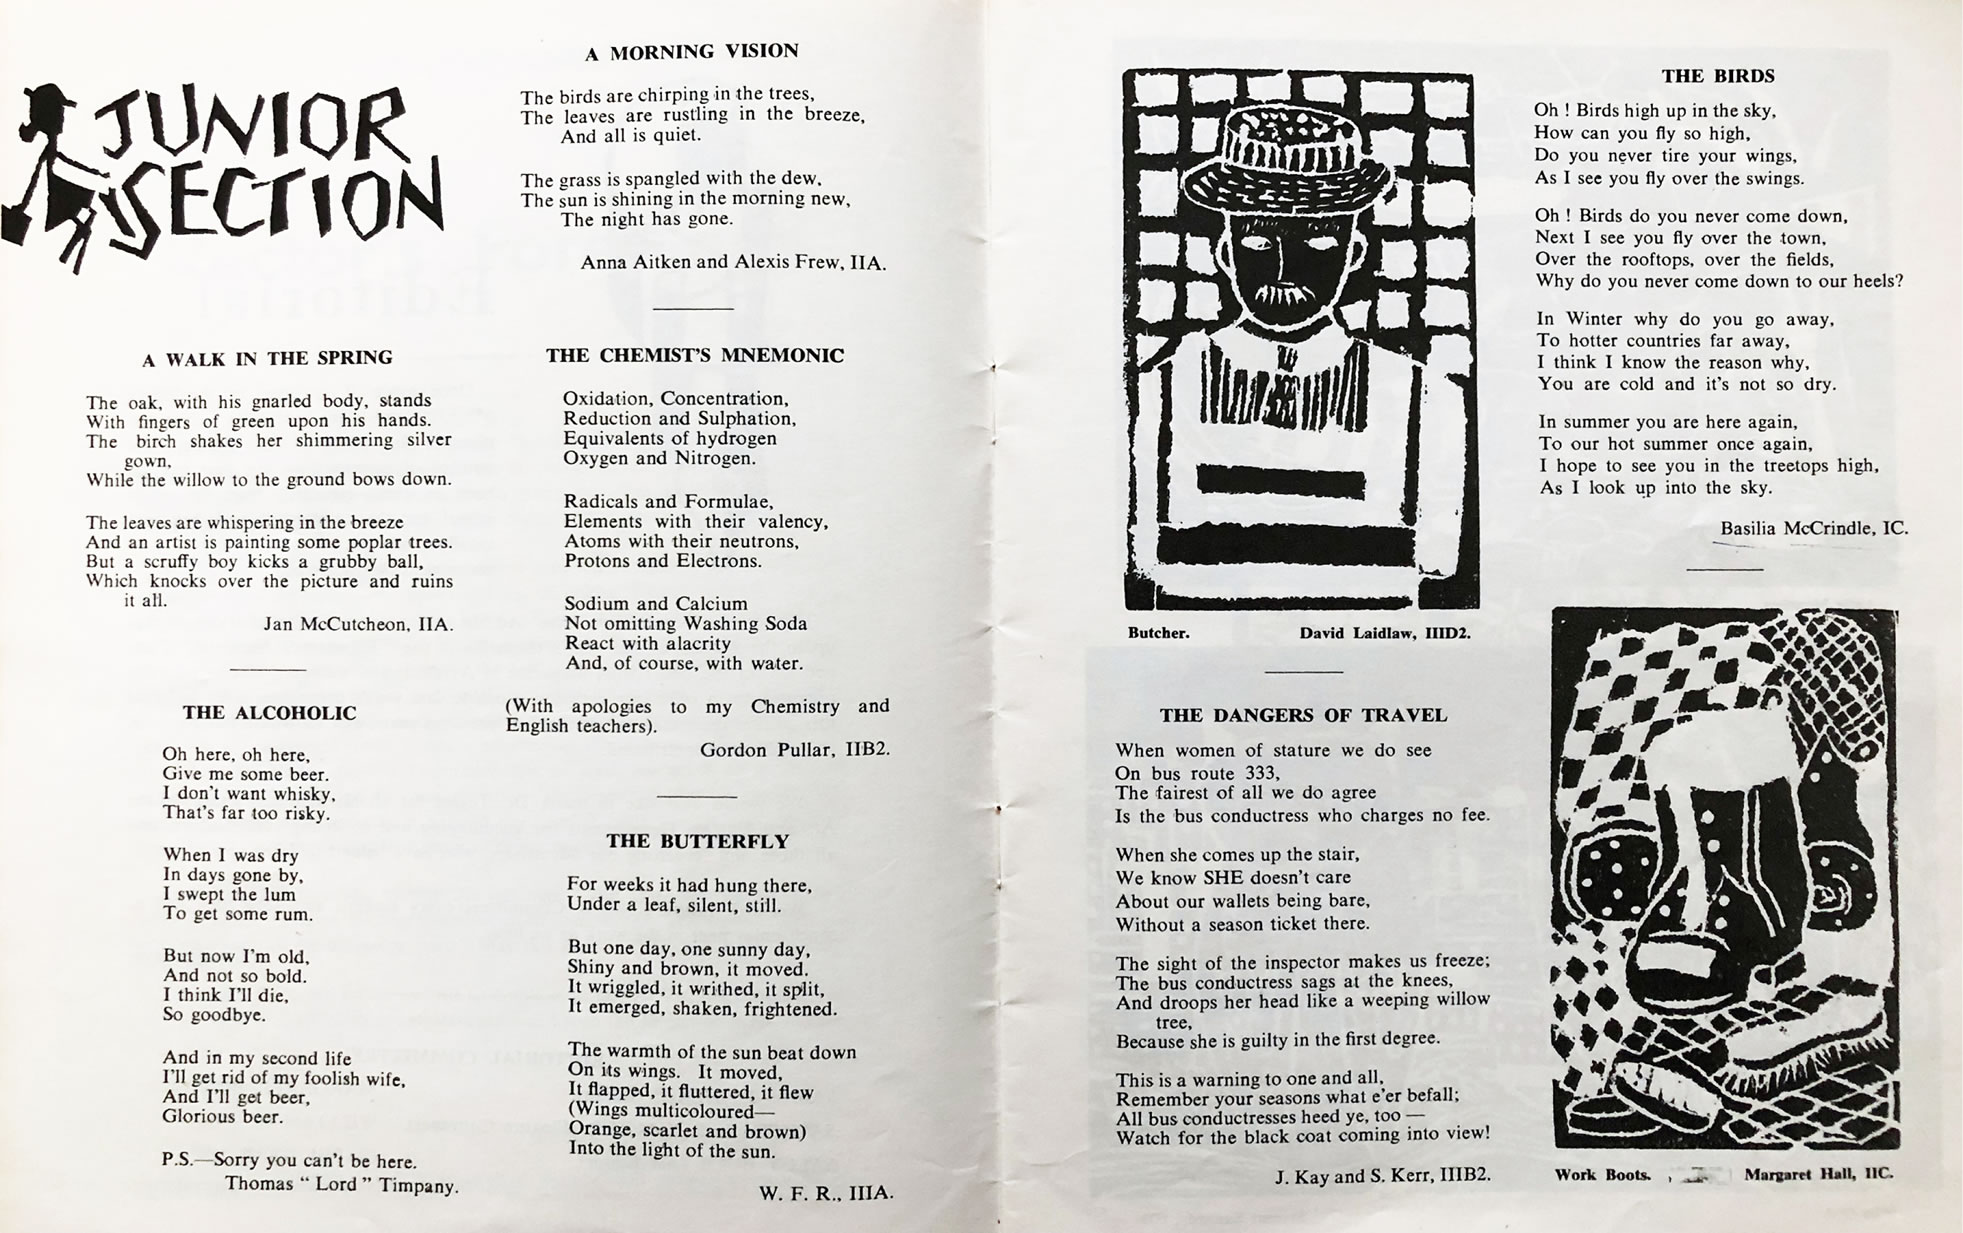 JUNIOR
SECTION
A WALK IN THE SPRING
The oak, with his gnarled body, stands
With fingers of green upon his hands.
The birch shakes her shimmering silver
gown,
While the willow to the ground bows down.
The leaves are whispering in the breeze
And an artist is painting some poplar trees.
But a scruffy boy kicks a grubby ball,
Which knocks over the picture and ruins
it all.
Jan McCutcheon, IIA.
THE ALCOHOLIC
Oh here, oh here,
Give me some beer.
I don't want whisky,
That's far too risky.
When I was dry
In days gone by,
I swept the lum
To get some rum.
But now I'm old,
And not so bold.
I think I'll die,
So goodbye.
And in my second life
I'll get rid of my foolish wife,
And I'll get beer,
Glorious beer.
P.S.—Sorry you can't be here.
Thomas “ Lord ” Timpany.
A MORNING VISION
The birds are chirping in the trees,
The leaves are rustling in the breeze,
And all is quiet.
The grass is spangled with the dew,
The sun is shining in the morning new,
The night has gone.
Anna Aitken and Alexis Frew, IIA.
THE CHEMIST'S MNEMONIC
Oxidation, Concentration,
Reduction and Sulphation,
Equivalents of hydrogen
Oxygen and Nitrogen.
Radicals and Formulae,
Elements with their valency,
Atoms with their neutrons,
Protons and Electrons.
Sodium and Calcium
Not omitting Washing Soda
React with alacrity
And, of course, with water.
(With apologies to my Chemistry and
English teachers).
Gordon Pullar, IIB2.
THE BUTTERFLY
For weeks it had hung there,
Under a leaf, silent, still.
But one day, one sunny day,
Shiny and brown, it moved.
It wriggled, it writhed, it split,
It emerged, shaken, frightened.
The warmth of the sun beat down
On its wings. It moved,
It flapped, it fluttered, it flew
(Wings multicoloured—
Orange, scarlet and brown)
Into the light of the sun.
W. F. R., IIIA.
Butcher. David Laidlaw, IIID2.
THE DANGERS OF TRAVEL
When women of stature we do see
On bus route 333,
The fairest of all we do agree
Is the bus conductress who charges no fee.
When she comes up the stair,
We know SHE doesn't care
About our wallets being bare,
Without a season ticket there.
The sight of the inspector makes us freeze;
The bus conductress sags at the knees,
And droops her head like a weeping willow
tree,
Because she is guilty in the first degree.
This is a warning to one and all,
Remember your seasons what e'er befall;
All bus conductresses heed ye, too —
Watch for the black coat coming into view!
J. Kay and S. Kerr, IIIB2.
THE BIRDS
Oh ! Birds high up in the sky,
How can you fly so high,
Do you never tire your wings,
As I see you fly over the swings.
Oh ! Birds do you never come down,
Next I see you fly over the town,
Over the rooftops, over the fields,
Why do you never come down to our heels?
In Winter why do you go away,
To hotter countries far away,
I think I know the reason why,
You are cold and it's not so dry.
In summer you are here again,
To our hot summer once again,
I hope to see you in the treetops high,
As I look up into the sky.
Basilia McCrindle, IC.
Work Boots. Margaret Hall, IIC.